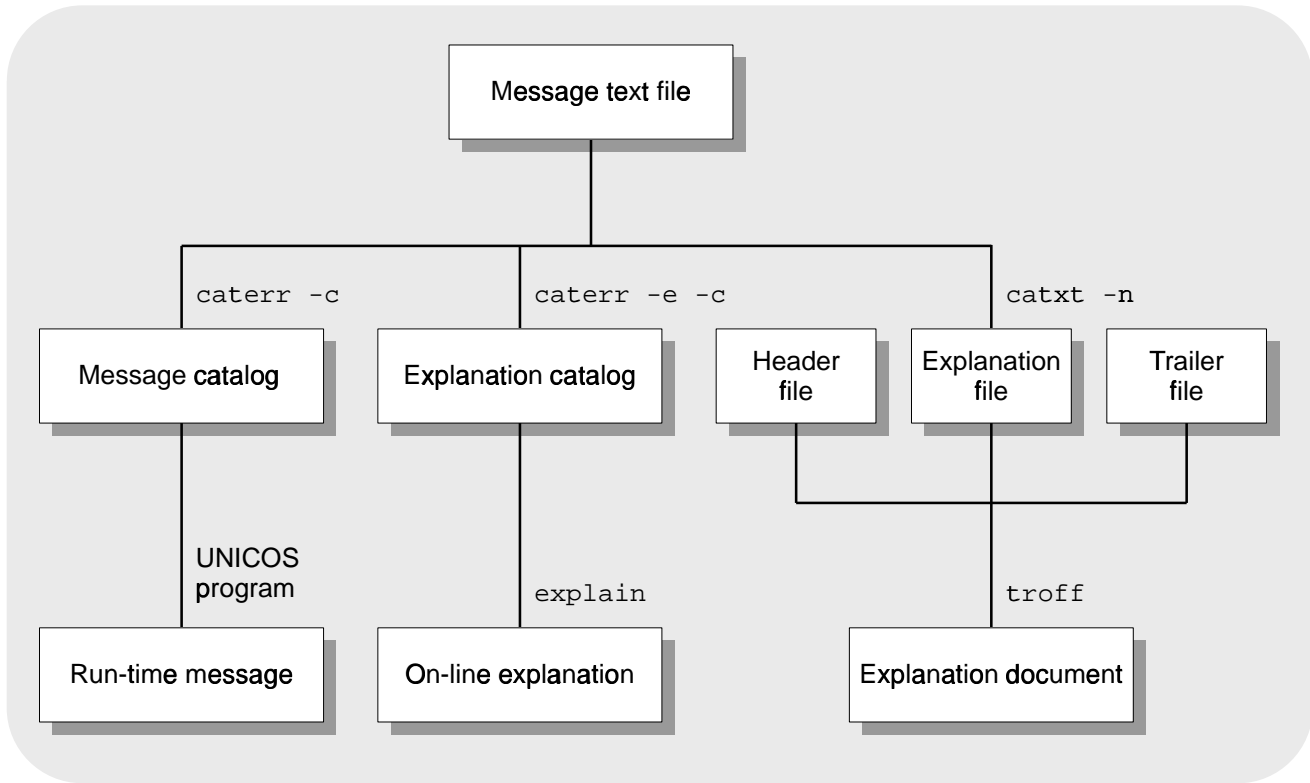 Message text file
caterr -c
caterr -e -c
catxt -n
Message catalog
Explanation catalog
Header
file
Explanation
file
Trailer
file
UNICOS
program
explain
troff
Run-time message
On-line explanation
Explanation document